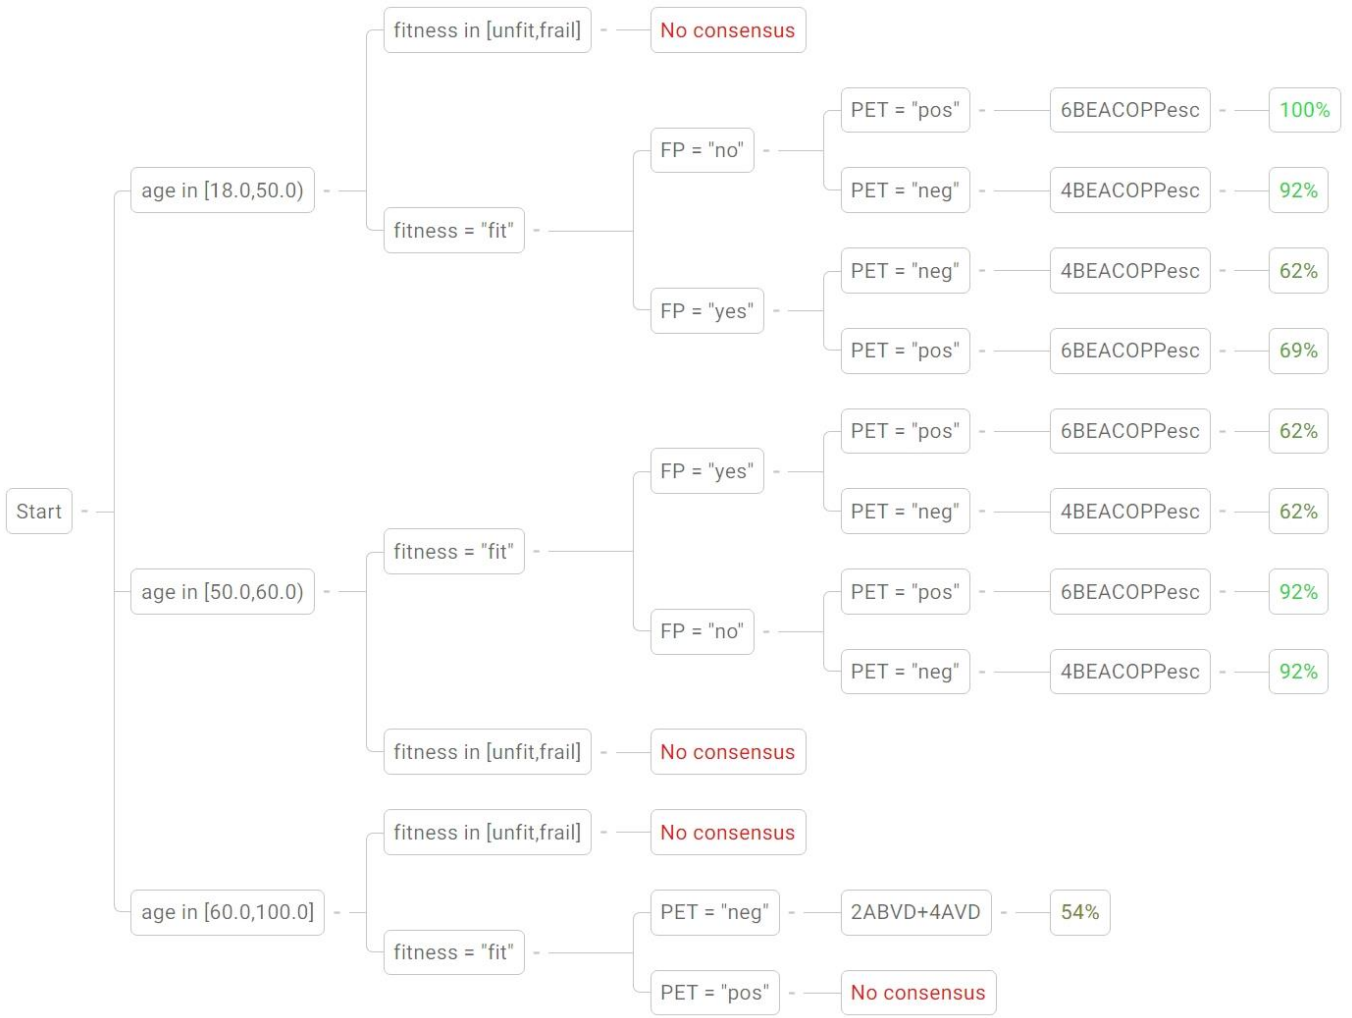 fitness in [unfit,frail]
No consensus
PET = "pos"
6BEACOPPesc
100%
FP = "no"
age in [18.0,50.0)
PET = "neg"
4BEACOPPesc
92%
fitness = "fit"
PET = "neg"
4BEACOPPesc
62%
FP = "yes"
PET = "pos"
6BEACOPPesc
69%
PET = "pos"
6BEACOPPesc
62%
FP = "yes"
Start
PET = "neg"
4BEACOPPesc
62%
fitness = "fit"
age in [50.0,60.0)
PET = "pos"
6BEACOPPesc
92%
FP = "no"
PET = "neg"
4BEACOPPesc
92%
fitness in [unfit,frail]
No consensus
fitness in [unfit,frail]
No consensus
age in [60.0,100.0]
PET = "neg"
2ABVD+4AVD
54%
fitness = "fit"
PET = "pos"
No consensus